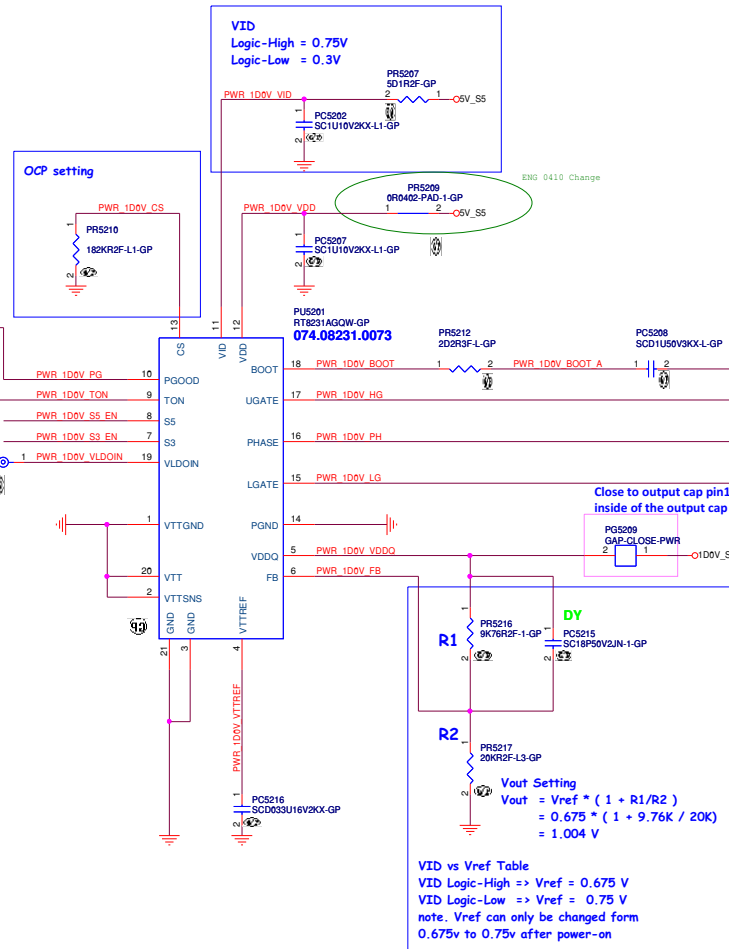 VID
Logic-High = 0.75V
Logic-Low = 0.3V
PR5207
5D1R2F-GP
PWR_1D0V_VID
2
1
5V_S5
1
PC5202
SC1U10V2KX-L1-GP
2
OCP setting
ENG 0410 Change
PR5209
0R0402-PAD-1-GP
PWR_1D0V_CS
PWR_1D0V_VDD
1
2
5V_S5
1
PR5210
182KR2F-L1-GP
2
1
PC5207
SC1U10V2KX-L1-GP
2
PU5201
RT8231AGQW-GP
074.08231.0073
13
11
12
CS
VID
VDD
PR5212
2D2R3F-L-GP
PC5208
SCD1U50V3KX-L-GP
BOOT
18
PWR_1D0V_BOOT
1
2
PWR_1D0V_BOOT_A
1
2
PWR_1D0V_PG
10
PGOOD
PWR_1D0V_TON
9
TON
UGATE
17
PWR_1D0V_HG
PWR_1D0V_S5_EN
8
S5
PWR_1D0V_S3_EN
7
S3
PHASE
16
PWR_1D0V_PH
1
PWR_1D0V_VLDOIN
19
VLDOIN
LGATE
15
PWR_1D0V_LG
Close to output cap pin1
inside of the output cap
1
VTTGND
PGND
14
PG5209
GAP-CLOSE-PWR
VDDQ
5
PWR_1D0V_VDDQ
2
1
1D0V_S
20
VTT
FB
6
PWR_1D0V_FB
2
VTTSNS
GND
GND
VTTREF
21
3
4
R1
1
PR5216
9K76R2F-1-GP
2
DY
1
PC5215
SC18P50V2JN-1-GP
2
PWR_1D0V_VTTREF
R2
1
PR5217
20KR2F-L3-GP
2
1
PC5216
SCD033U16V2KX-GP
2
Vout Setting
Vout = Vref * ( 1 + R1/R2 )
= 0.675 * ( 1 + 9.76K / 20K)
= 1.004 V
VID vs Vref Table
VID Logic-High => Vref = 0.675 V
VID Logic-Low => Vref = 0.75 V
note. Vref can only be changed form
0.675v to 0.75v after power-on